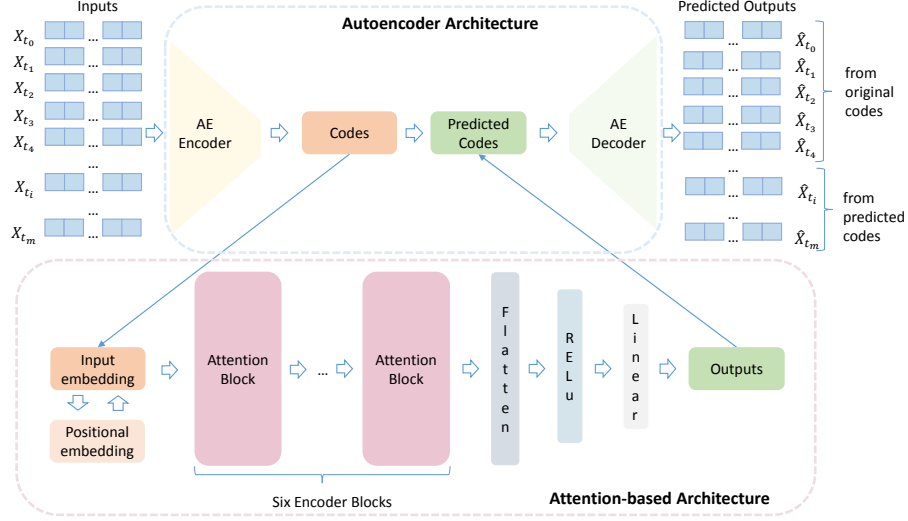 Inputs
Autoencoder Architecture
Predicted Outputs
X_{t_0}
... ...
X_{t_1}
...
X_{t_2}
...
X_{t_3}
...
X_{t_4}
...
...
X_{t_i}
...
...
X_{t_m}
...
AE
Encoder
Codes
Predicted
Codes
AE
Decoder
...
X̂_{t_0}
...
X̂_{t_1}
...
X̂_{t_2}
...
X̂_{t_3}
...
X̂_{t_4}
...
...
X̂_{t_i}
...
...
X̂_{t_m}
from
original
codes
from
predicted
codes
Input
embedding
Positional
embedding
Attention
Block
...
Attention
Block
Flatten
RELu
Linear
Outputs
Six Encoder Blocks
Attention-based Architecture